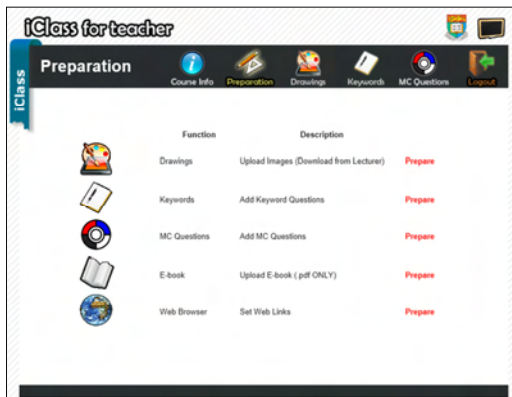 iClass for teacher
iClass
Preparation
Course Info Preparation Drawings Keywords MC Questions Logout
Function Description
Drawings Upload Images (Download from Lecturer) Prepare
Keywords Add Keyword Questions Prepare
MC Questions Add MC Questions Prepare
E-book Upload E-book (.pdf ONLY) Prepare
Web Browser Set Web Links Prepare